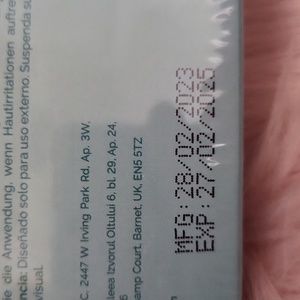 e die Anwendung, wenn Hautirritationen auftre
ncia: Diseñado solo para uso externo. Suspenda su
visual.
C. 2447 W Irving Park Rd, Ap. 3W,
leea Izvorul Oltului 6, bl. 29, Ap. 24,
amp Court, Barnet, UK, EN5 5TZ
MFG: 28/02/2023
EXP: 27/02/2025